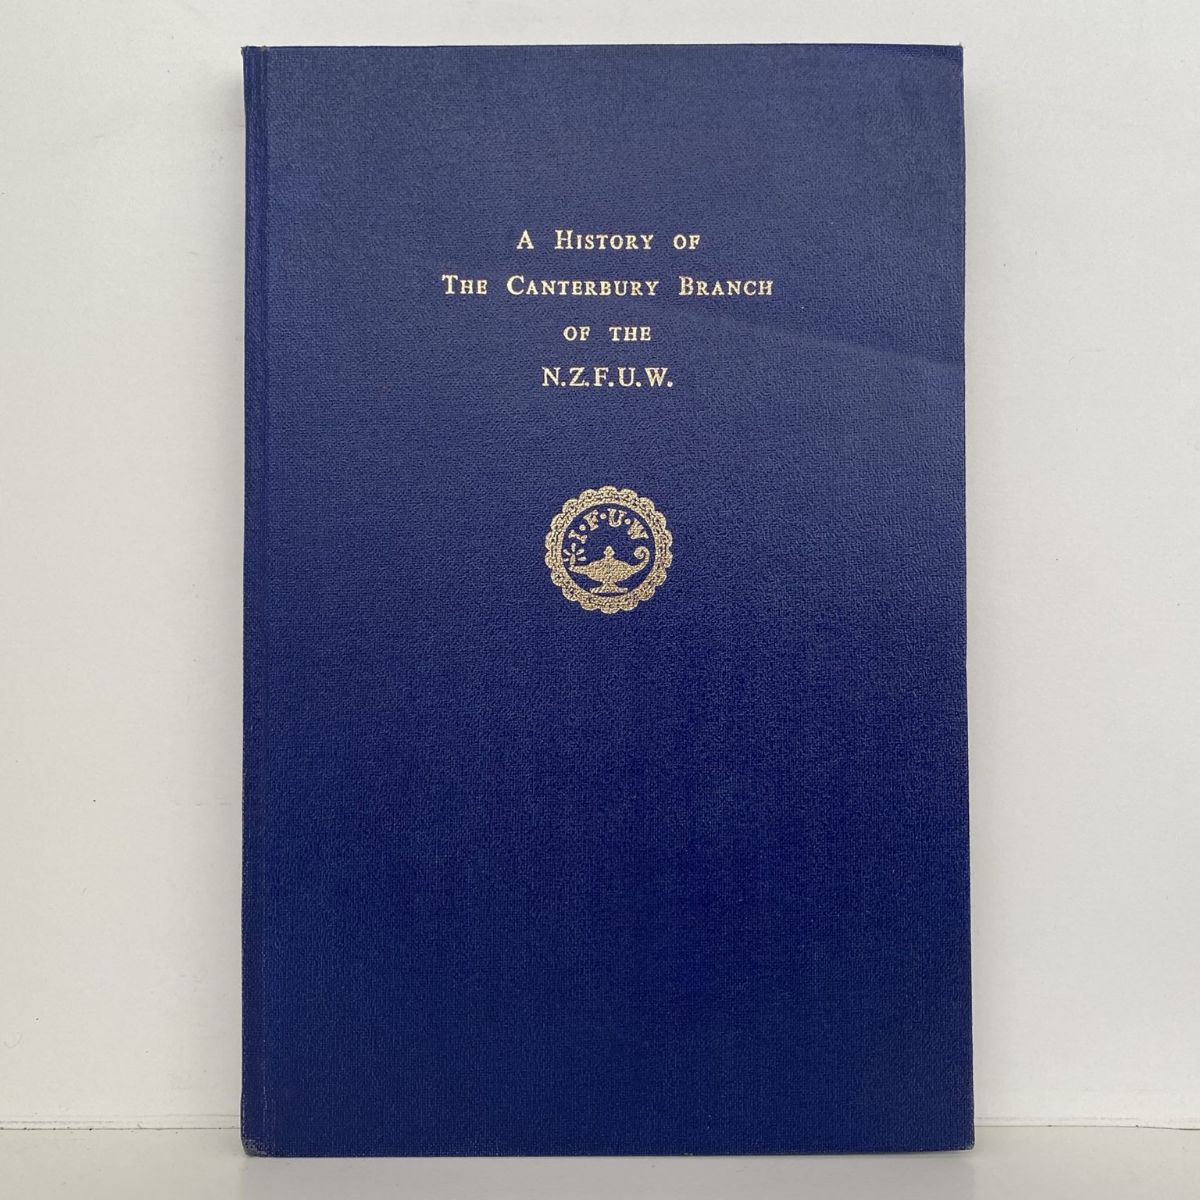 A HISTORY OF
THE CANTERBURY BRANCH
OF THE
N.Z.F.U.W.
I·F·U·W